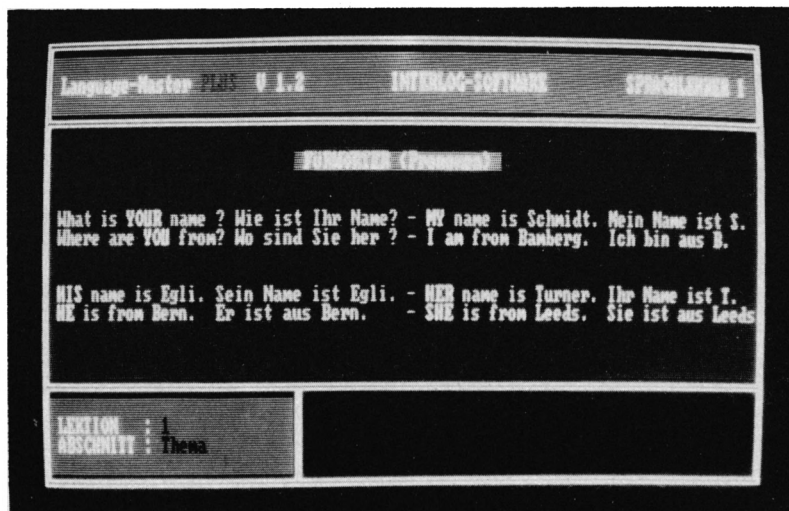 Language-Master PLUS V 1.2 INTERLOG-SOFTWARE SPRACHLERNER 1
FÜRWÖRTER (Pronomen)
What is YOUR name ? Wie ist Ihr Name? - MY name is Schmidt. Mein Name ist S.
Where are YOU from? Wo sind Sie her ? - I am from Bamberg. Ich bin aus B.
HIS name is Egli. Sein Name ist Egli. - HER name is Turner. Ihr Name ist T.
HE is from Bern. Er ist aus Bern. - SHE is from Leeds. Sie ist aus Leeds
LEKTION : 1
ABSCHNITT : Thema